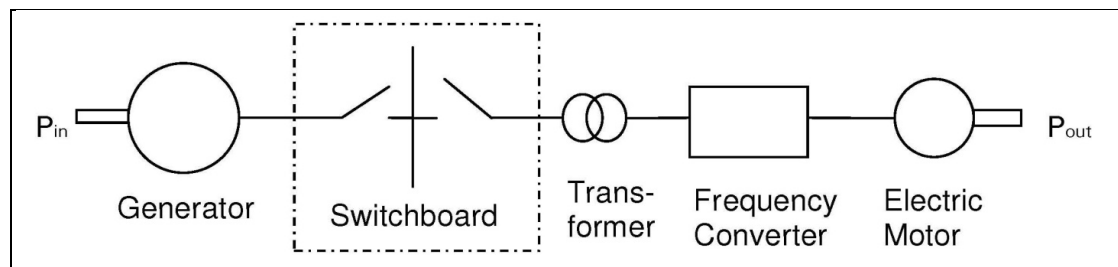 Pin
Pout
Generator
Switchboard
Trans-
former
Frequency
Converter
Electric
Motor